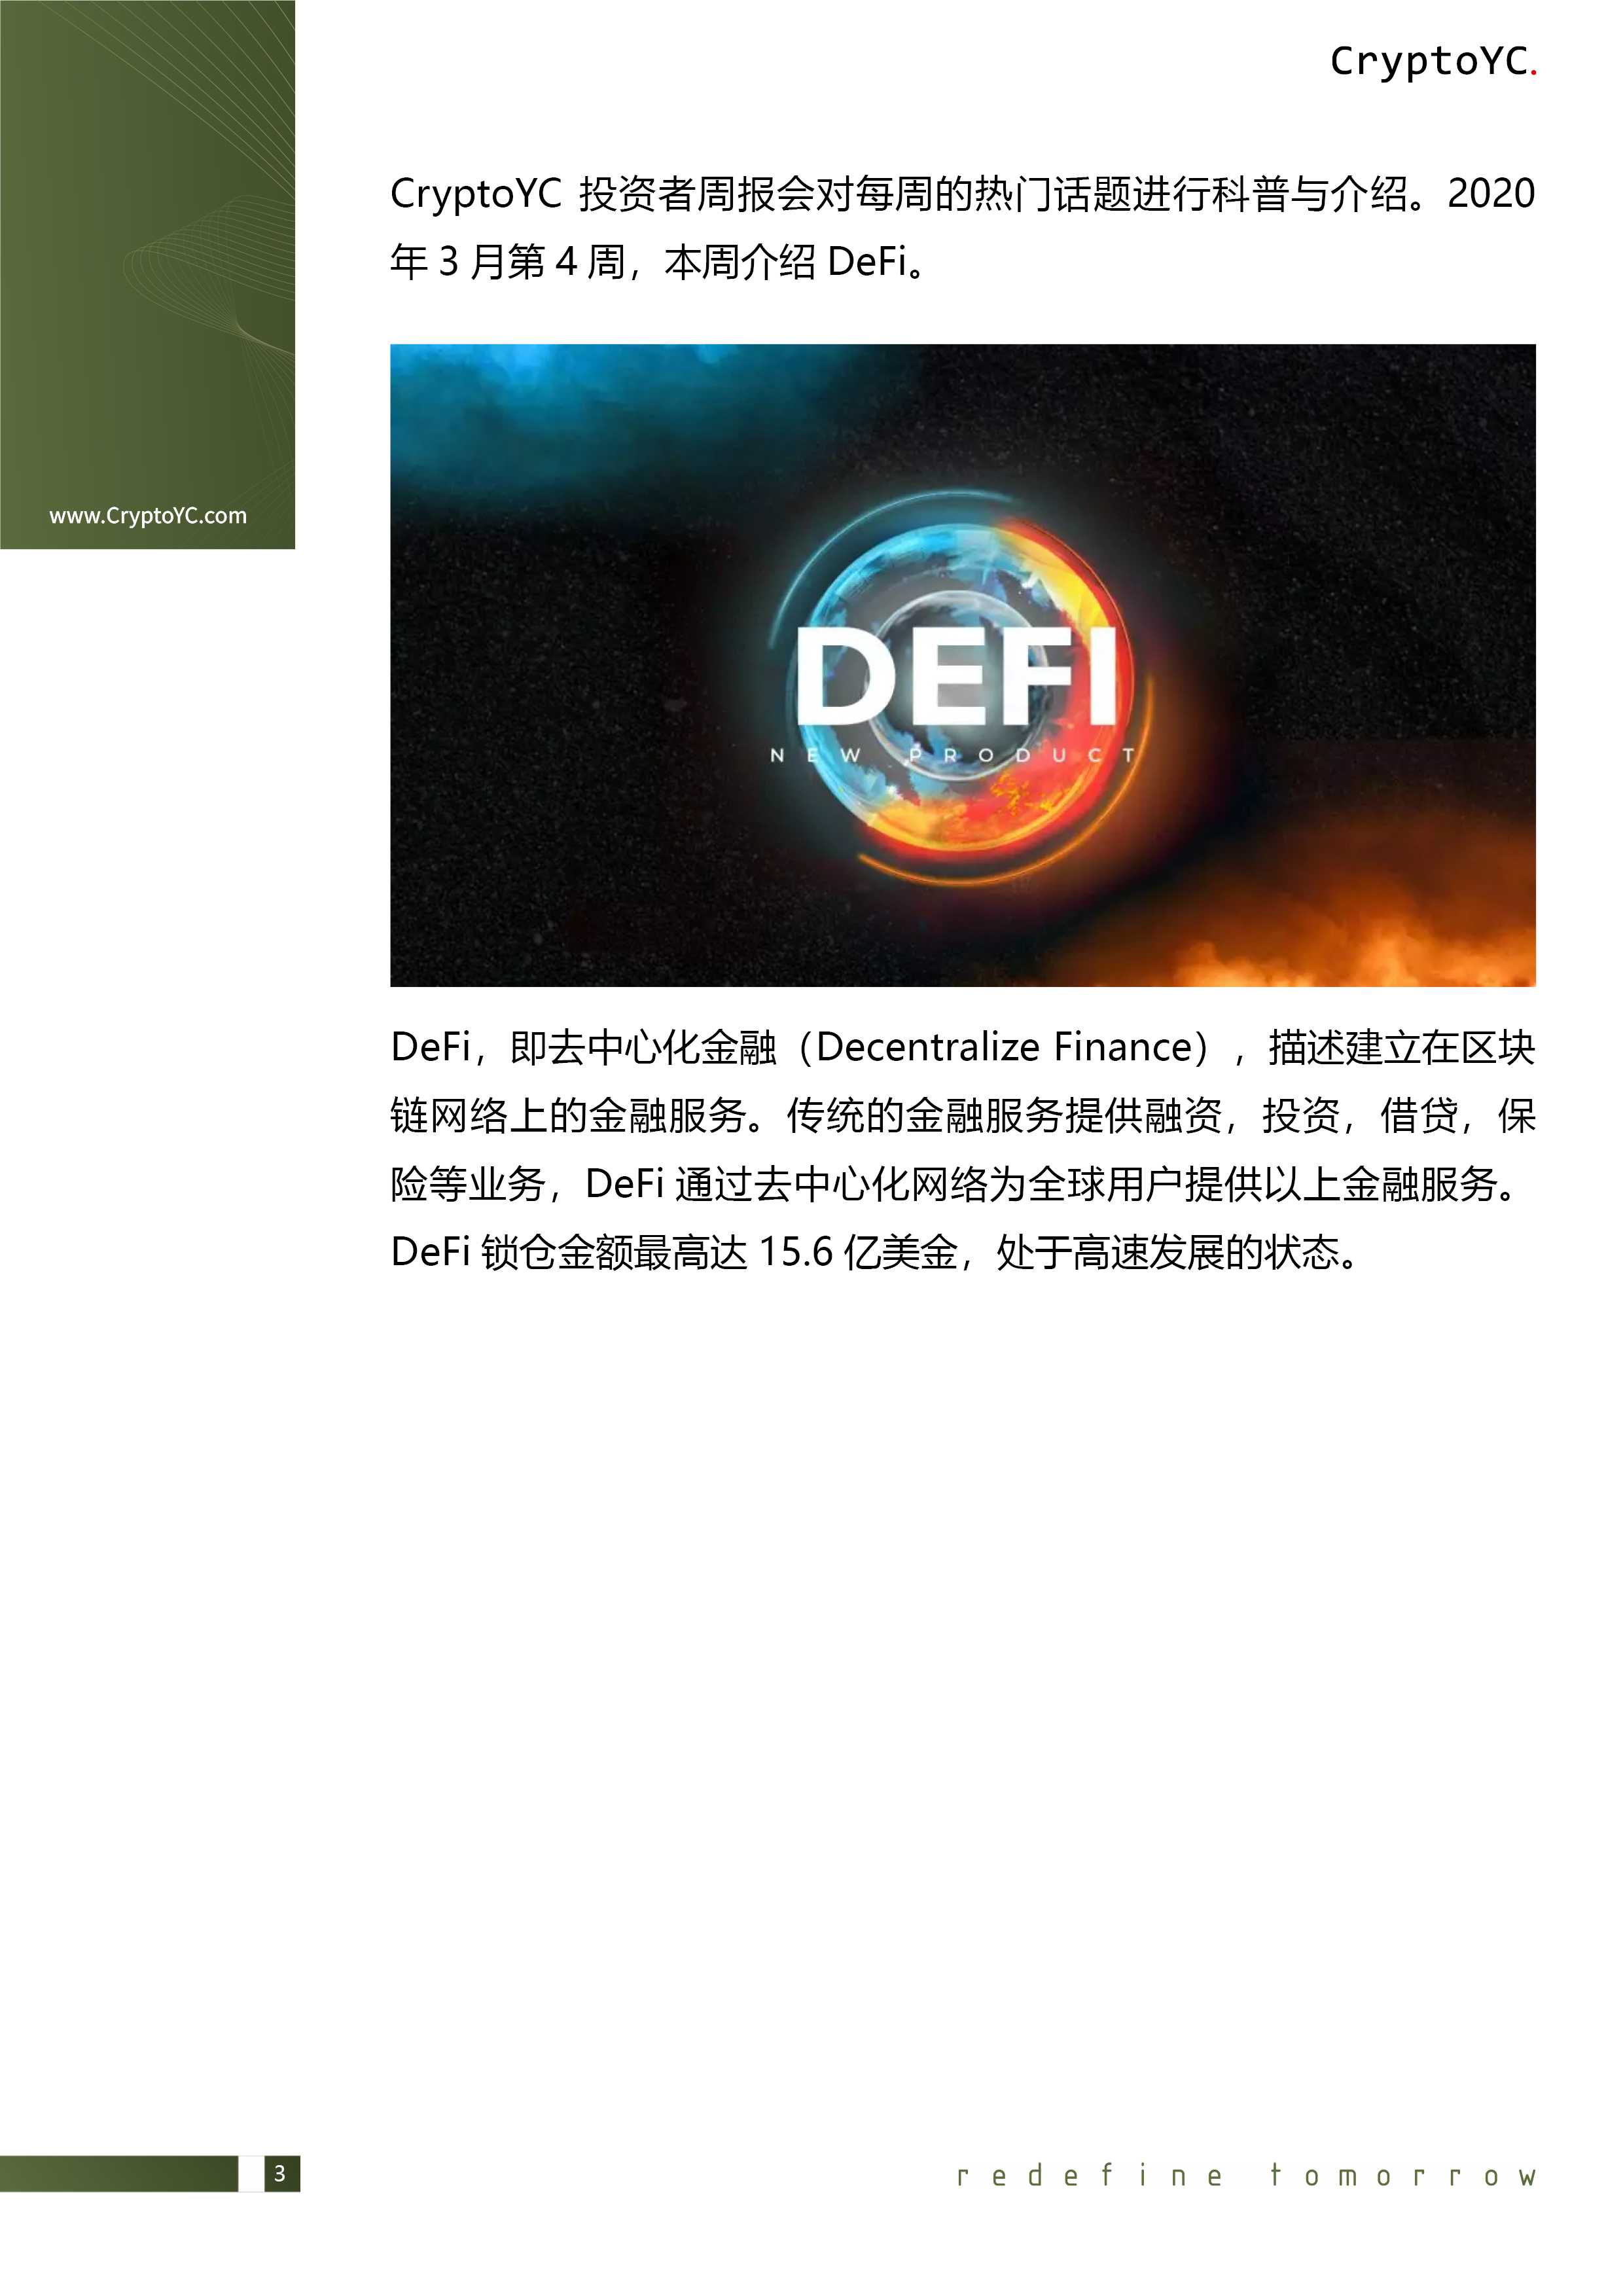 CryptoYC.
www.CryptoYC.com
CryptoYC 投资者周报会对每周的热门话题进行科普与介绍。2020
年 3 月第 4 周，本周介绍 DeFi。
DEFI
NEW PRODUCT
DeFi，即去中心化金融（Decentralize Finance），描述建立在区块
链网络上的金融服务。传统的金融服务提供融资，投资，借贷，保
险等业务，DeFi 通过去中心化网络为全球用户提供以上金融服务。
DeFi 锁仓金额最高达 15.6 亿美金，处于高速发展的状态。
3
redefine tomorrow